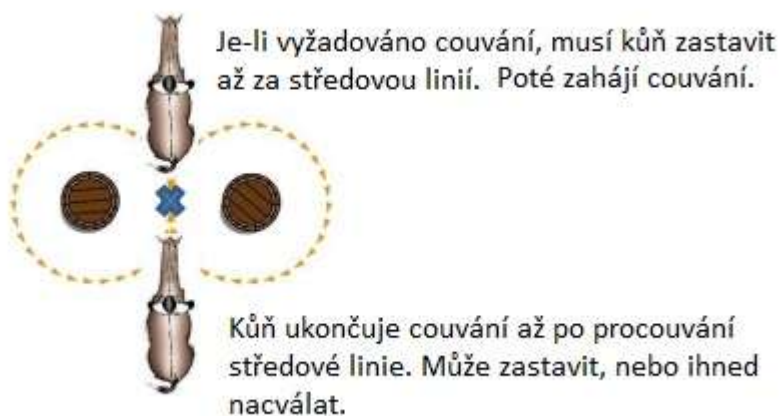 Je-li vyžadováno couvání, musí kůň zastavit
až za středovou linií. Poté zahájí couvání.
Kůň ukončuje couvání až po procouvání
středové linie. Může zastavit, nebo ihned
nacválat.